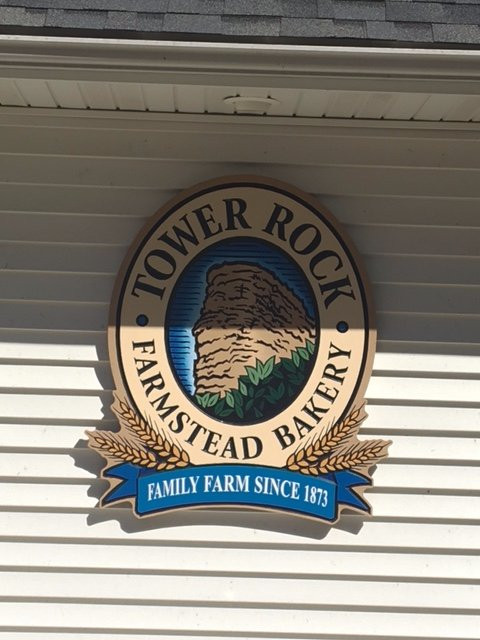 TOWER ROCK
FARMSTEAD BAKERY
FAMILY FARM SINCE 1873